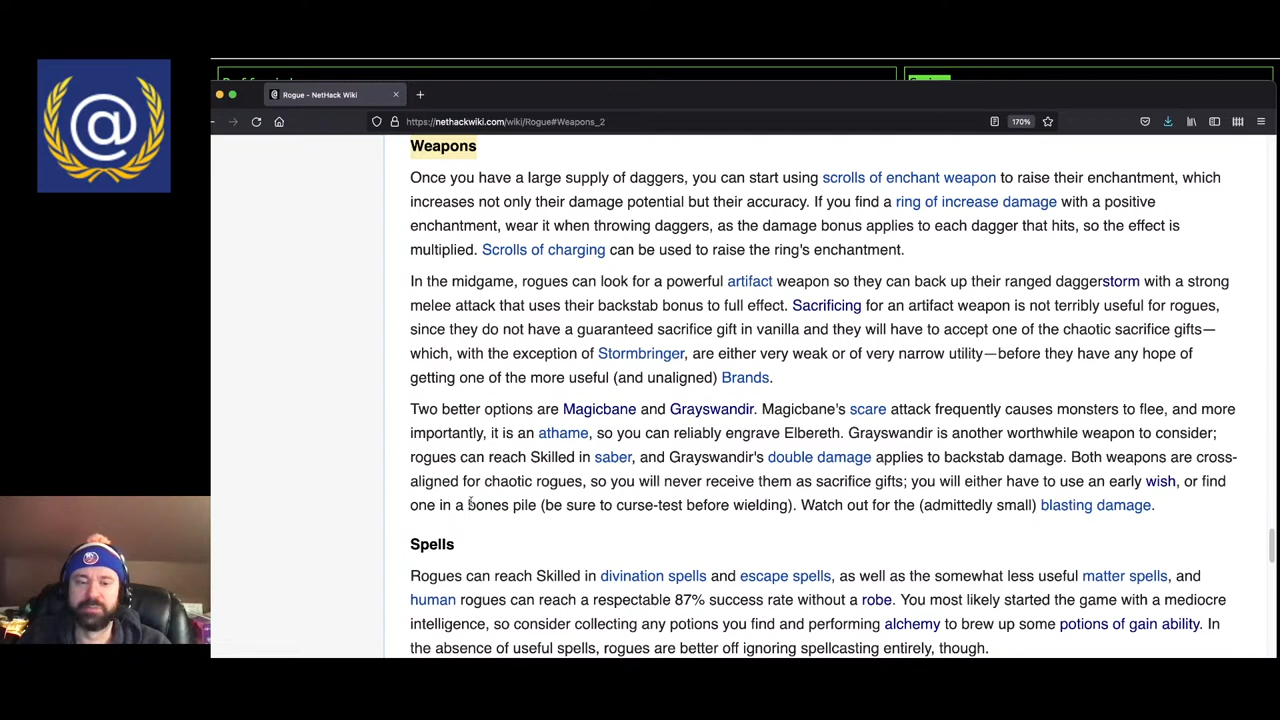 @
Rogue - NetHack Wiki
https://nethackwiki.com/wiki/Rogue#Weapons_2
170%
Weapons
Once you have a large supply of daggers, you can start using scrolls of enchant weapon to raise their enchantment, which
increases not only their damage potential but their accuracy. If you find a ring of increase damage with a positive
enchantment, wear it when throwing daggers, as the damage bonus applies to each dagger that hits, so the effect is
multiplied. Scrolls of charging can be used to raise the ring's enchantment.
In the midgame, rogues can look for a powerful artifact weapon so they can back up their ranged daggerstorm with a strong
melee attack that uses their backstab bonus to full effect. Sacrificing for an artifact weapon is not terribly useful for rogues,
since they do not have a guaranteed sacrifice gift in vanilla and they will have to accept one of the chaotic sacrifice gifts—
which, with the exception of Stormbringer, are either very weak or of very narrow utility—before they have any hope of
getting one of the more useful (and unaligned) Brands.
Two better options are Magicbane and Grayswandir. Magicbane's scare attack frequently causes monsters to flee, and more
importantly, it is an athame, so you can reliably engrave Elbereth. Grayswandir is another worthwhile weapon to consider;
rogues can reach Skilled in saber, and Grayswandir's double damage applies to backstab damage. Both weapons are cross-
aligned for chaotic rogues, so you will never receive them as sacrifice gifts; you will either have to use an early wish, or find
one in a bones pile (be sure to curse-test before wielding). Watch out for the (admittedly small) blasting damage.
Spells
Rogues can reach Skilled in divination spells and escape spells, as well as the somewhat less useful matter spells, and
human rogues can reach a respectable 87% success rate without a robe. You most likely started the game with a mediocre
intelligence, so consider collecting any potions you find and performing alchemy to brew up some potions of gain ability. In
the absence of useful spells, rogues are better off ignoring spellcasting entirely, though.